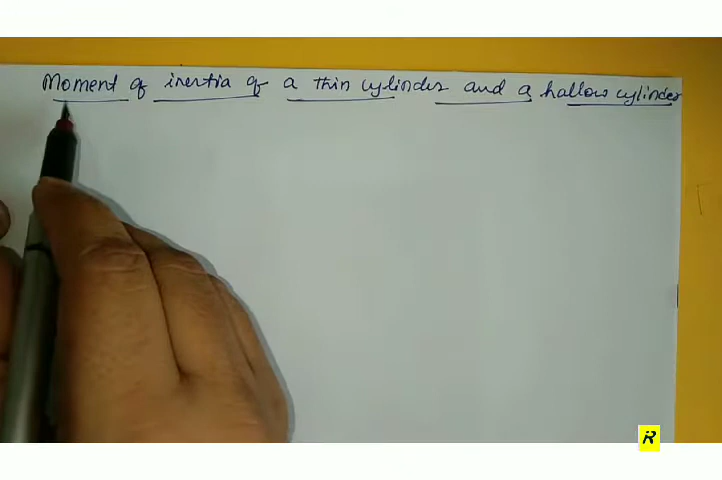 Moment of inertia of a thin cylinder and a hallow cylinder
R